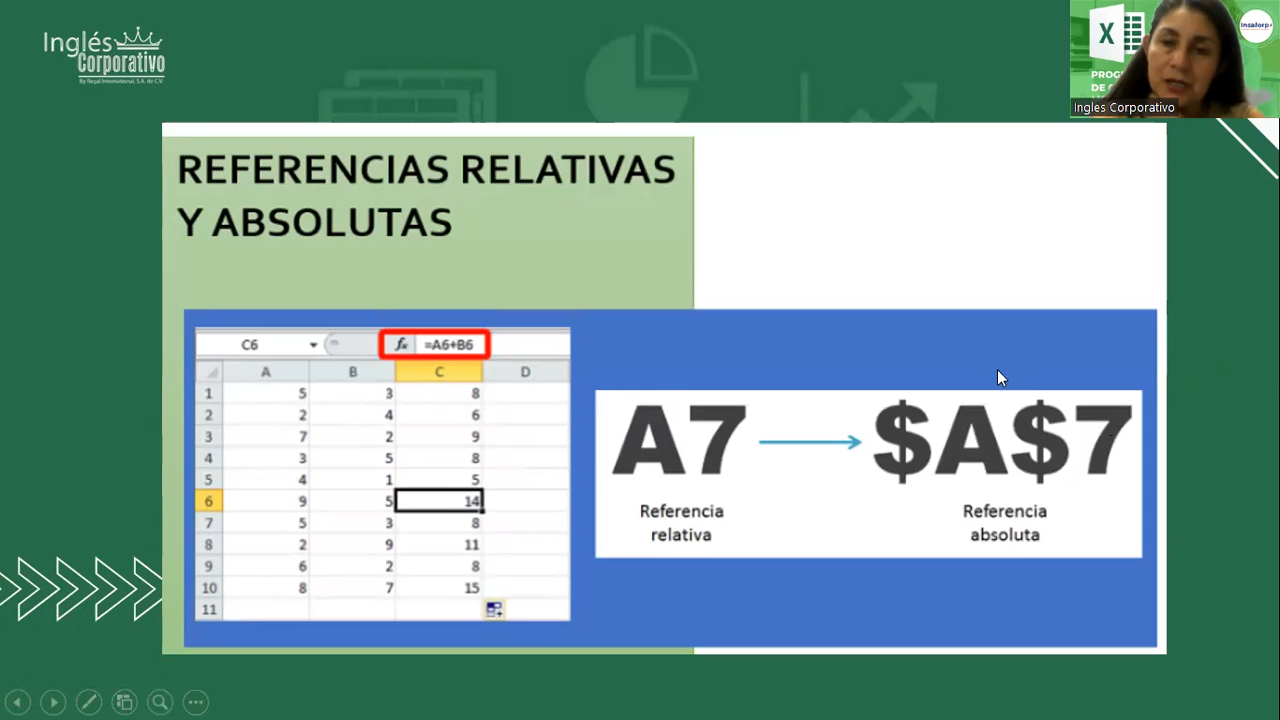 Inglés
Corporativo
By Regal International, S.A. de C.V.
X
Insaforp
PROG
DE C
Ingles Corporativo
REFERENCIAS RELATIVAS
Y ABSOLUTAS
C6 fx =A6+B6
A B C D
1 5 3 8
2 2 4 6
3 7 2 9
4 3 5 8
5 4 1 5
6 9 5 14
7 5 3 8
8 2 9 11
9 6 2 8
10 8 7 15
11
A7 $A$7
Referencia
relativa
Referencia
absoluta